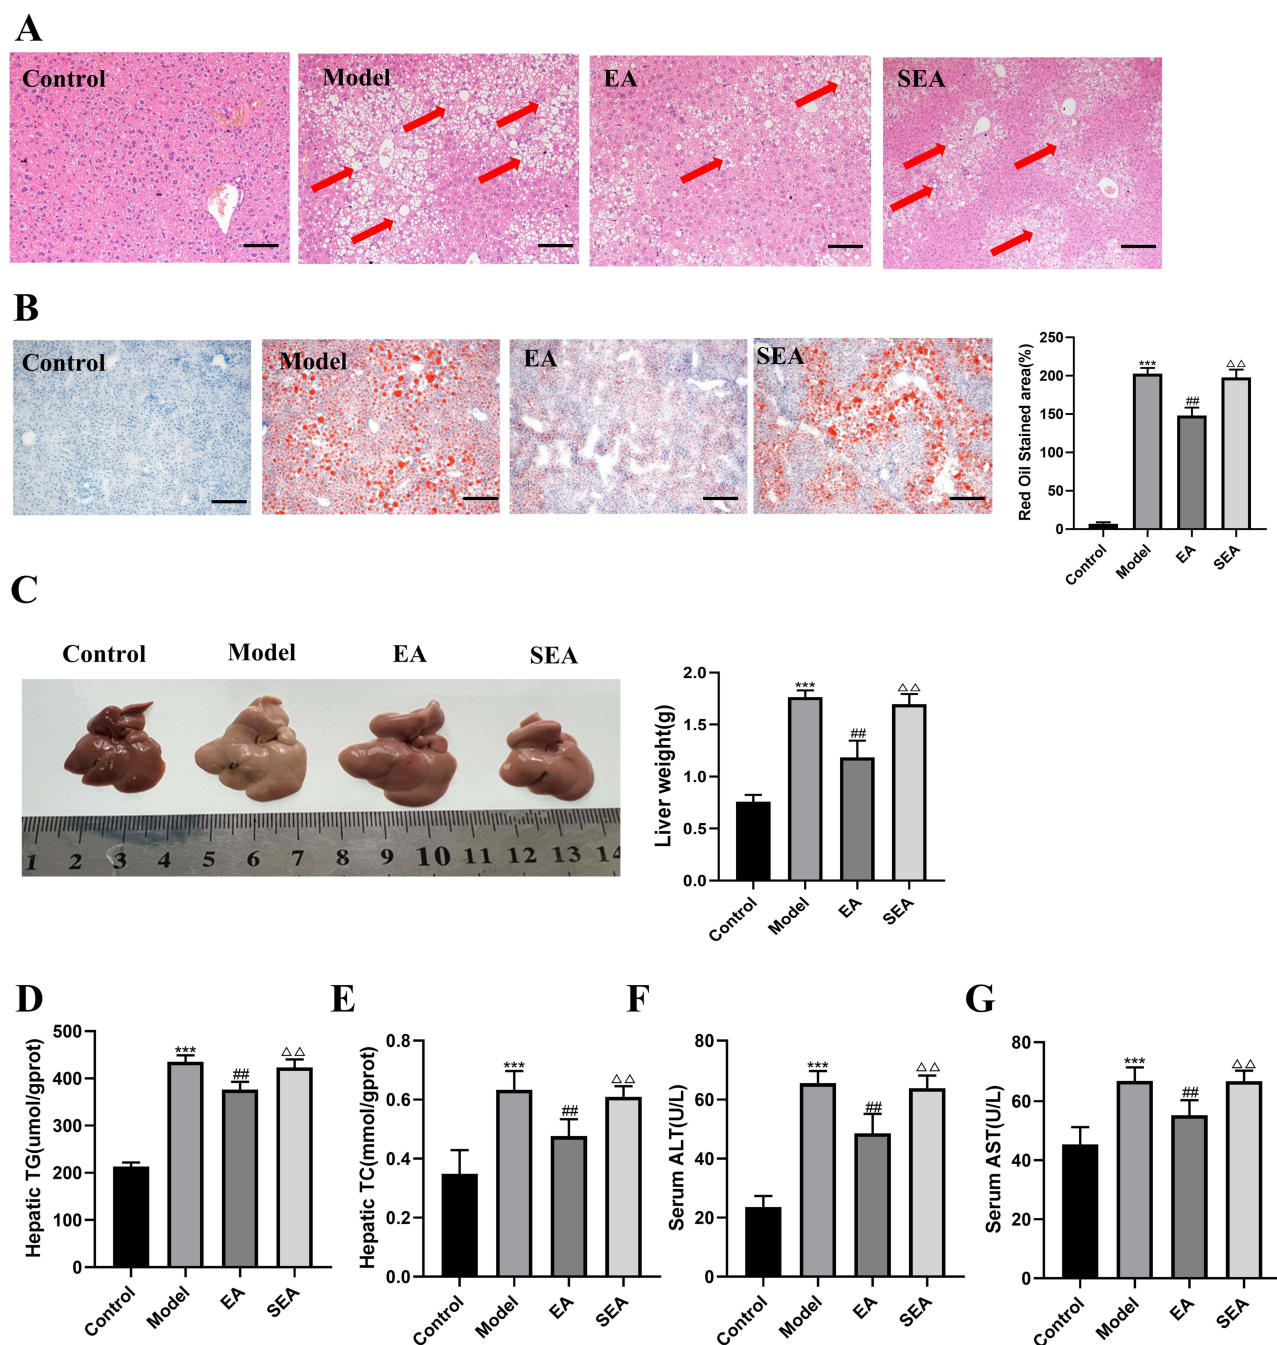 A
Control
Model
EA
SEA
B
Control
Model
EA
SEA
Red Oil Stained area(%)
250
200
150
100
50
0
***
##
△△
Control
Model
EA
SEA
C
Control
Model
EA
SEA
1 2 3 4 5 6 7 8 9 10 11 12 13 14
Liver weight(g)
2.0
1.5
1.0
0.5
0.0
***
##
△△
Control
Model
EA
SEA
D
Hepatic TG(umol/gprot)
500
400
300
200
100
0
***
##
△△
Control
Model
EA
SEA
E
Hepatic TC(mmol/gprot)
0.8
0.6
0.4
0.2
0.0
***
##
△△
Control
Model
EA
SEA
F
Serum ALT(U/L)
80
60
40
20
0
***
##
△△
Control
Model
EA
SEA
G
Serum AST(U/L)
80
60
40
20
0
***
##
△△
Control
Model
EA
SEA